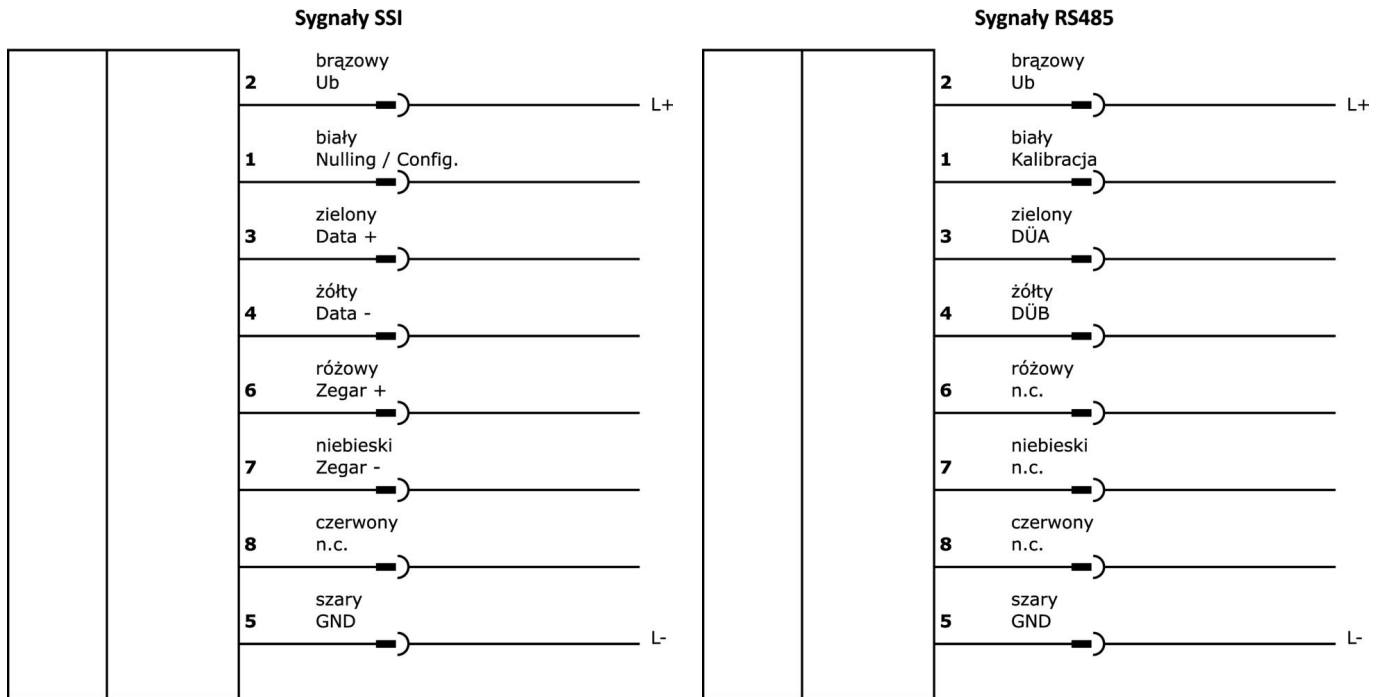 Sygnały SSI
brązowy
2 Ub
L+
biały
1 Nulling / Config.
zielony
3 Data +
żółty
4 Data -
różowy
6 Zegar +
niebieski
7 Zegar -
czerwony
8 n.c.
szary
5 GND
L-
Sygnały RS485
brązowy
2 Ub
L+
biały
1 Kalibracja
zielony
3 DÜA
żółty
4 DÜB
różowy
6 n.c.
niebieski
7 n.c.
czerwony
8 n.c.
szary
5 GND
L-